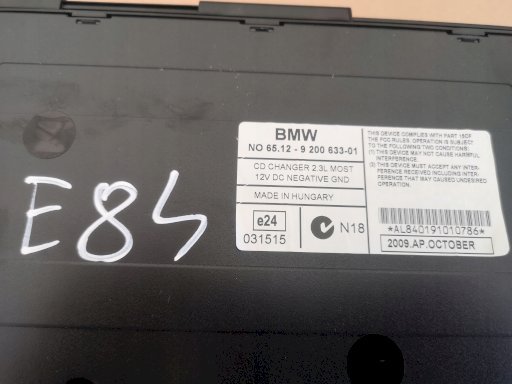 BMW
NO 65.12 - 9 200 633-01
CD CHANGER 2.3L MOST
12V DC NEGATIVE GND
MADE IN HUNGARY
e24
031515
N18
THIS DEVICE COMPLIES WITH PART 15OF
THE FCC RULES. OPERATION IS SUBJECT
TO THE FOLLOWING TWO CONDITIONS:
(1) THIS DEVICE MAY NOT CAUSE HARMFUL
INTERFERENCE.
(2) THIS DEVICE MUST ACCEPT ANY INTER-
FERENCE RECEIVED INCLUDING INTER-
FERENCE THAT MAY CAUSE UNDESIRED
OPERATION.
*AL840191010786*
2009.AP.OCTOBER
E84